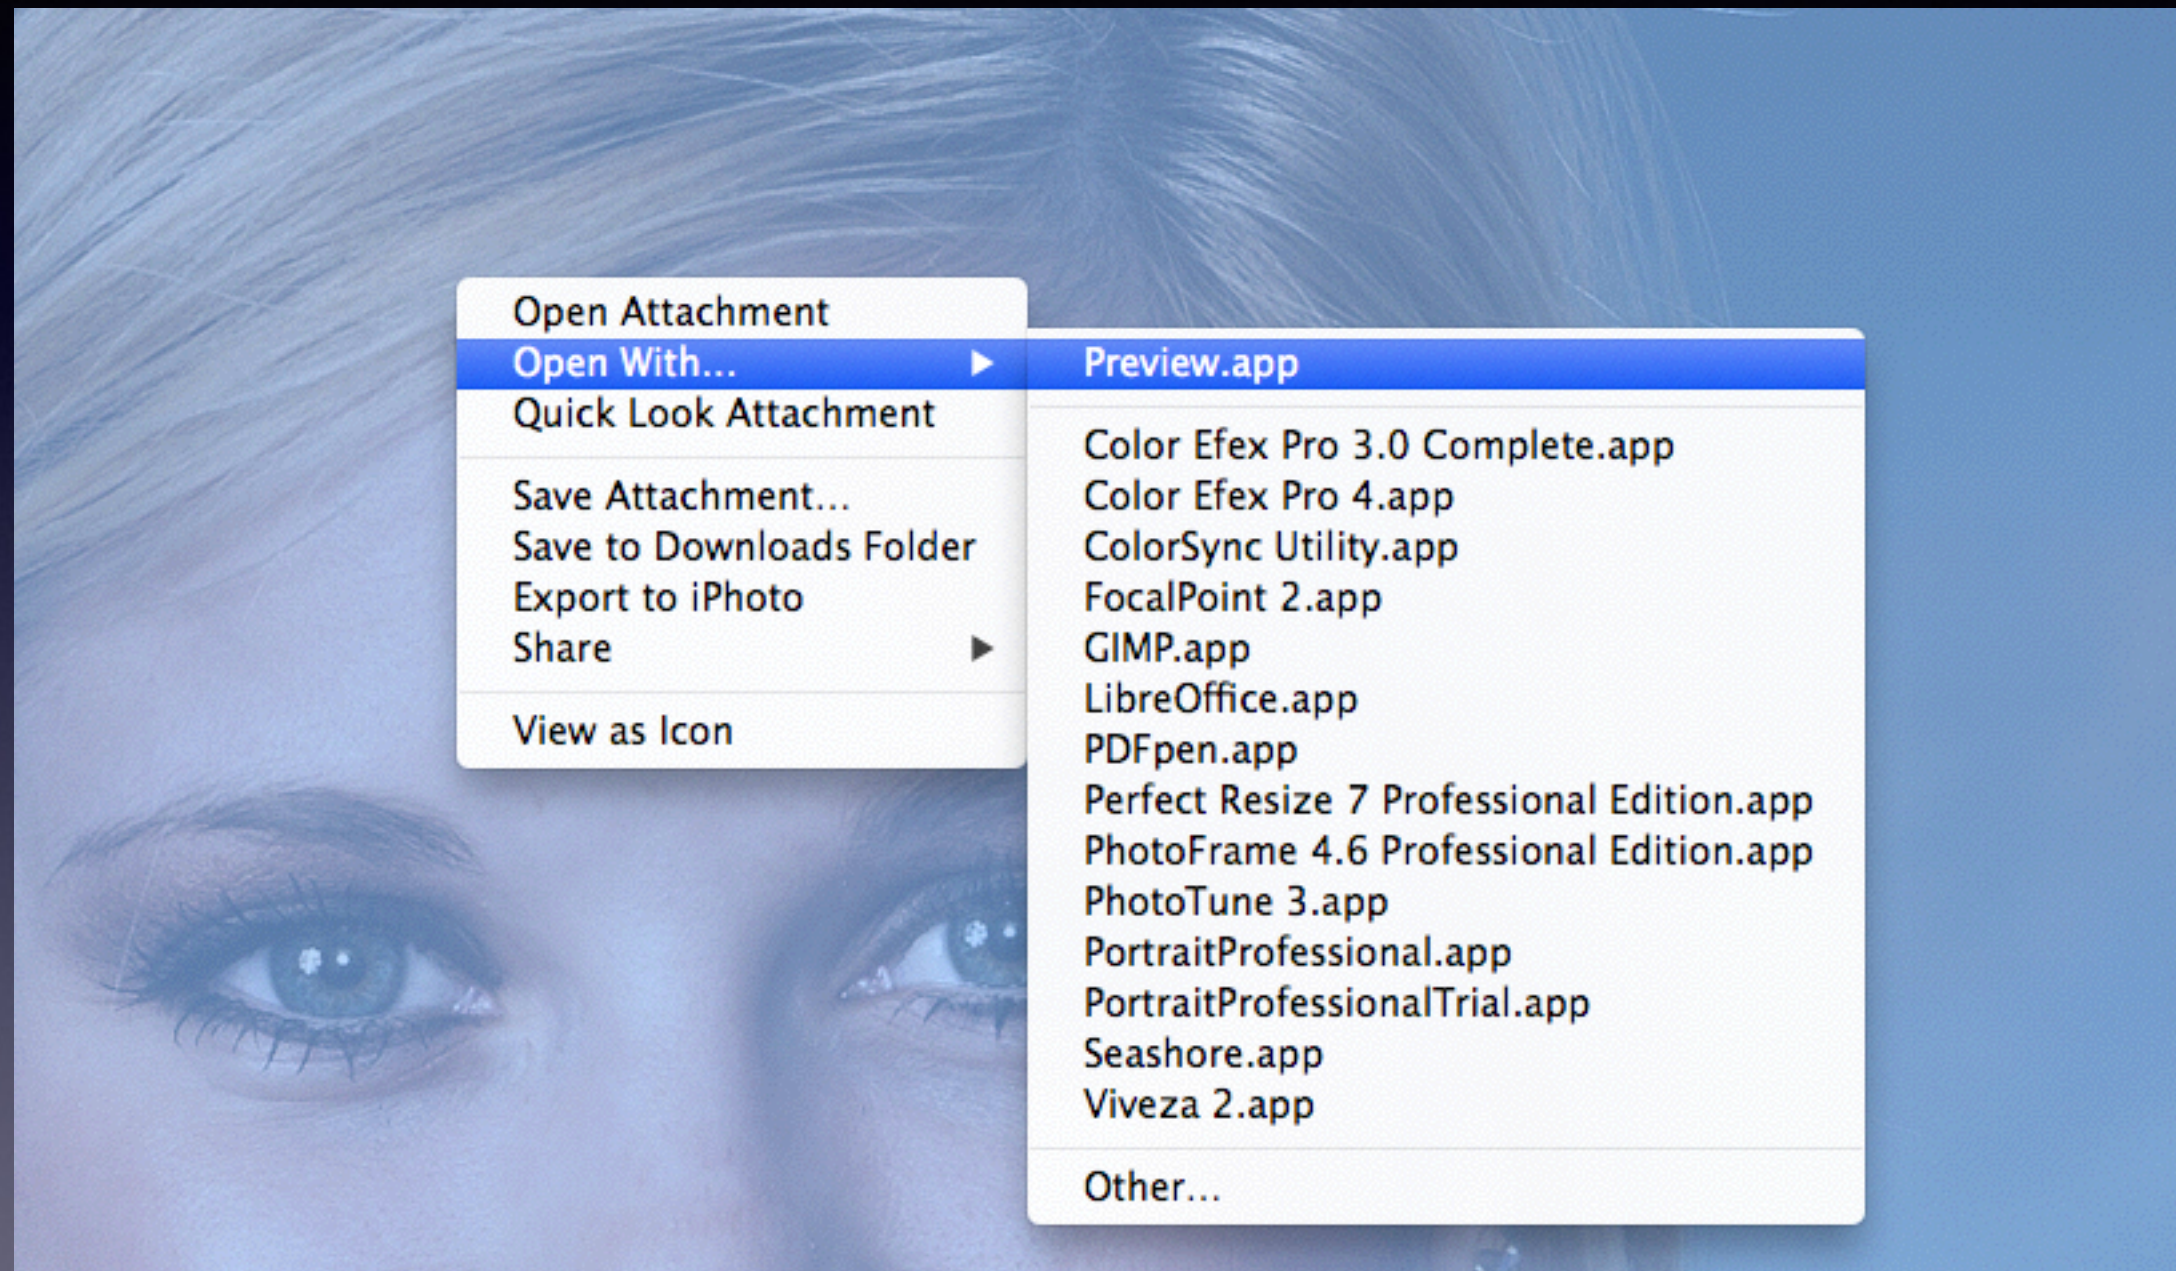 Open Attachment
Open With...
Quick Look Attachment
Save Attachment...
Save to Downloads Folder
Export to iPhoto
Share
View as Icon
Preview.app
Color Efex Pro 3.0 Complete.app
Color Efex Pro 4.app
ColorSync Utility.app
FocalPoint 2.app
GIMP.app
LibreOffice.app
PDFpen.app
Perfect Resize 7 Professional Edition.app
PhotoFrame 4.6 Professional Edition.app
PhotoTune 3.app
PortraitProfessional.app
PortraitProfessionalTrial.app
Seashore.app
Viveza 2.app
Other...